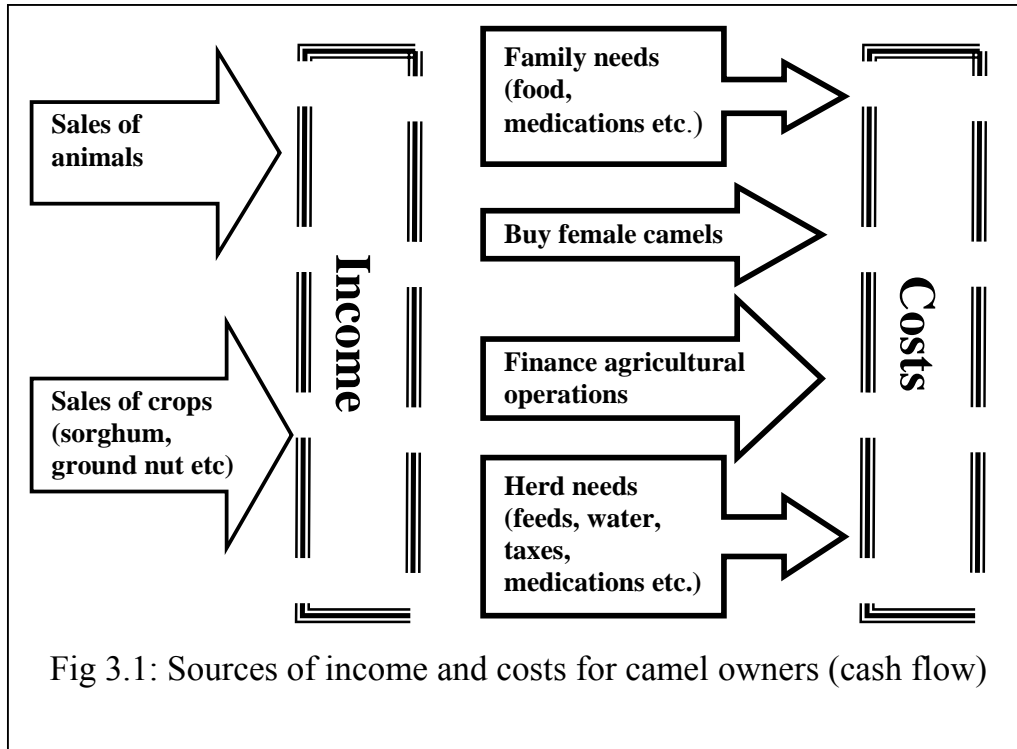 Sales of
animals
Sales of crops
(sorghum,
ground nut etc)
Income
Family needs
(food,
medications etc.)
Buy female camels
Finance agricultural
operations
Herd needs
(feeds, water,
taxes,
medications etc.)
Costs
Fig 3.1: Sources of income and costs for camel owners (cash flow)